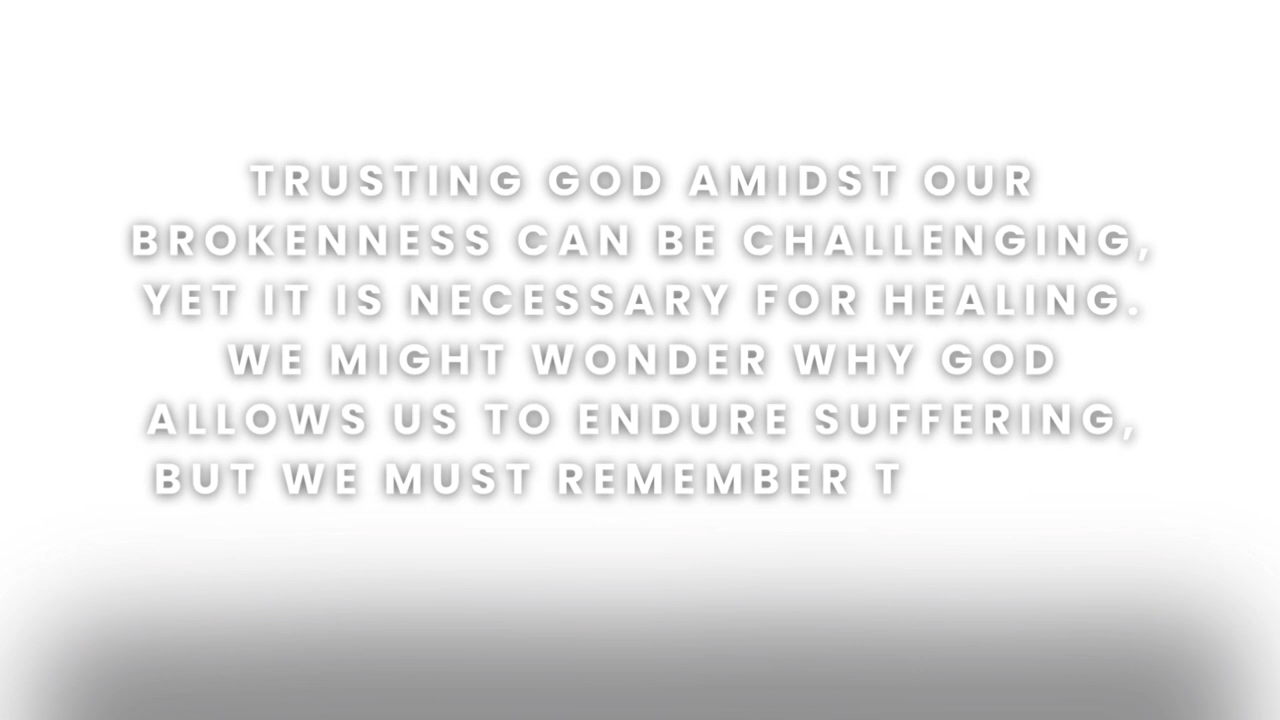 TRUSTING GOD AMIDST OUR
BROKENNESS CAN BE CHALLENGING,
YET IT IS NECESSARY FOR HEALING.
WE MIGHT WONDER WHY GOD
ALLOWS US TO ENDURE SUFFERING,
BUT WE MUST REMEMBER T